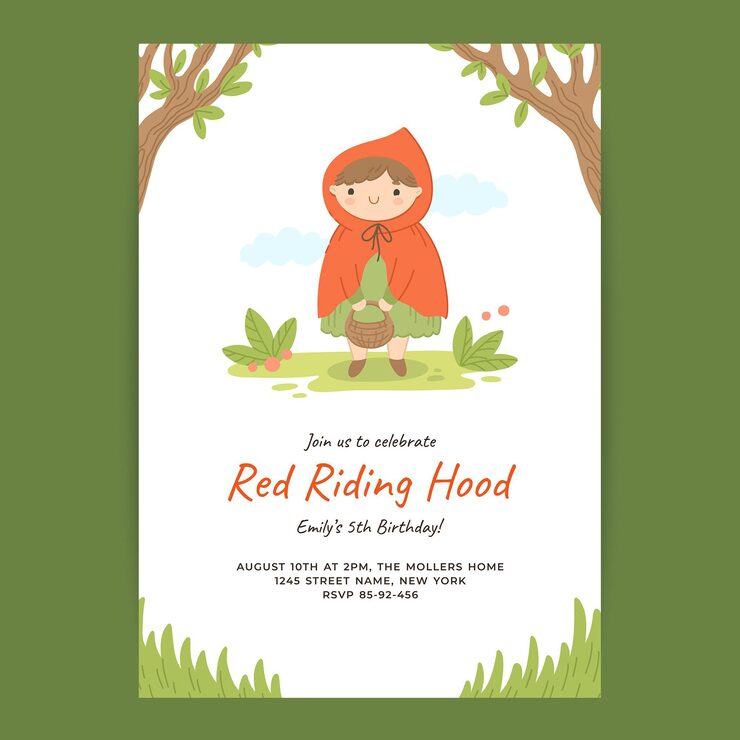 Join us to celebrate
Red Riding Hood
Emily's 5th Birthday!
AUGUST 10TH AT 2PM, THE MOLLERS HOME
1245 STREET NAME, NEW YORK
RSVP 85-92-456